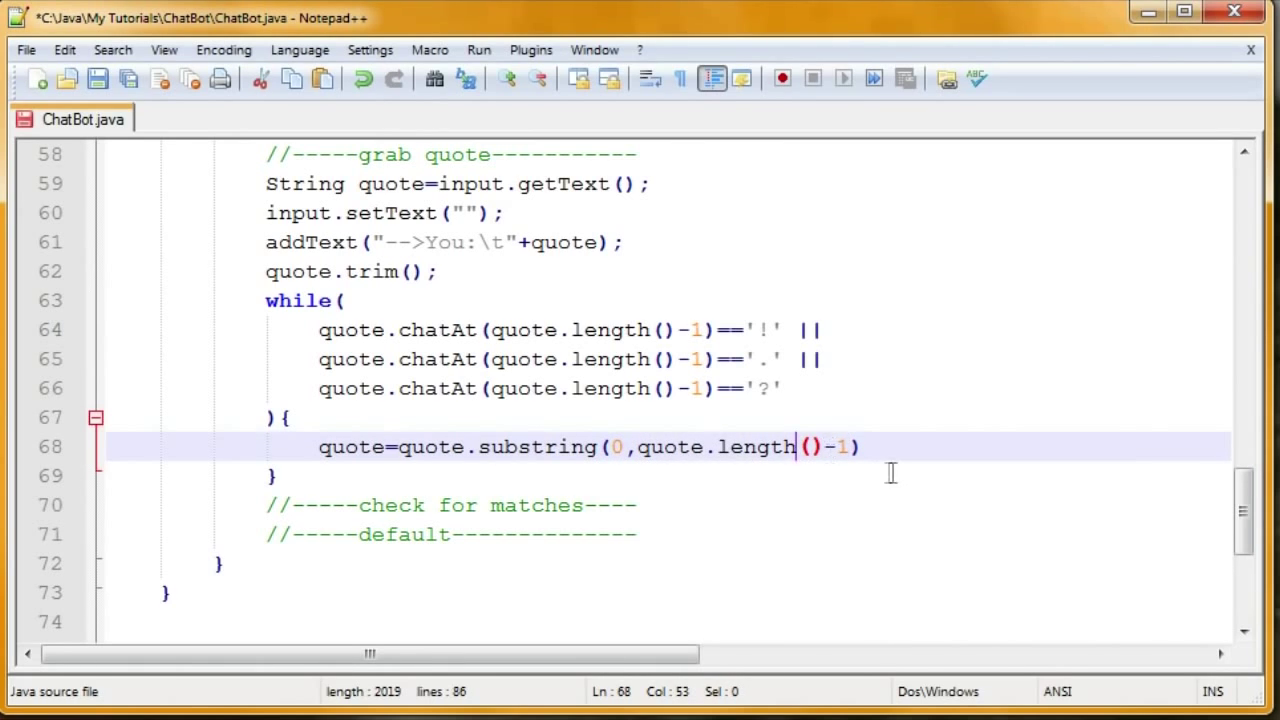 *C:\Java\My Tutorials\ChatBot\ChatBot.java - Notepad++
File Edit Search View Encoding Language Settings Macro Run Plugins Window ? X
ABC
ChatBot.java
58 //-----grab quote-----------
59 String quote=input.getText();
60 input.setText("");
61 addText("-->You:\t"+quote);
62 quote.trim();
63 while(
64 quote.chatAt(quote.length()-1)=='!' ||
65 quote.chatAt(quote.length()-1)=='.' ||
66 quote.chatAt(quote.length()-1)=='?'
67 ){
68 quote=quote.substring(0,quote.length()-1)
69 }
70 //-----check for matches----
71 //-----default--------------
72 }
73 }
74
Java source file length : 2019 lines : 86 Ln : 68 Col : 53 Sel : 0 Dos\Windows ANSI INS